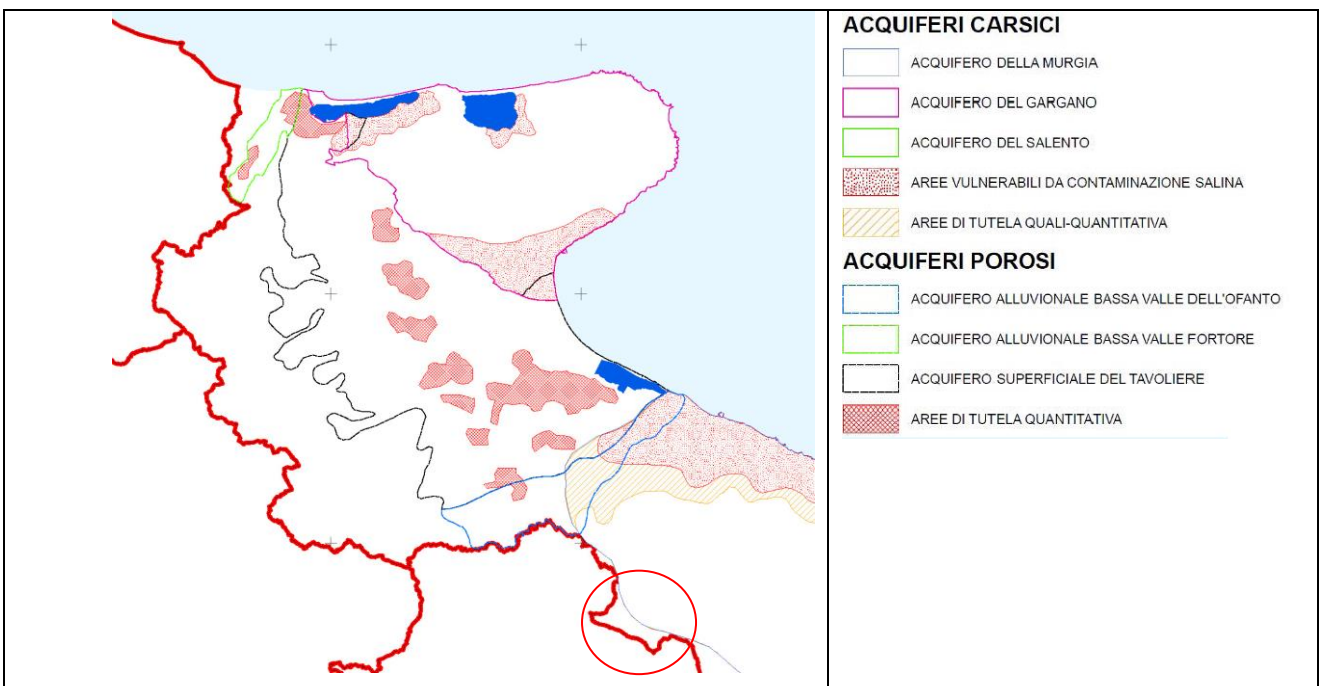 ACQUIFERI CARSICI
ACQUIFERO DELLA MURGIA
ACQUIFERO DEL GARGANO
ACQUIFERO DEL SALENTO
AREE VULNERABILI DA CONTAMINAZIONE SALINA
AREE DI TUTELA QUALI-QUANTITATIVA
ACQUIFERI POROSI
ACQUIFERO ALLUVIONALE BASSA VALLE DELL'OFANTO
ACQUIFERO ALLUVIONALE BASSA VALLE FORTORE
ACQUIFERO SUPERFICIALE DEL TAVOLIERE
AREE DI TUTELA QUANTITATIVA